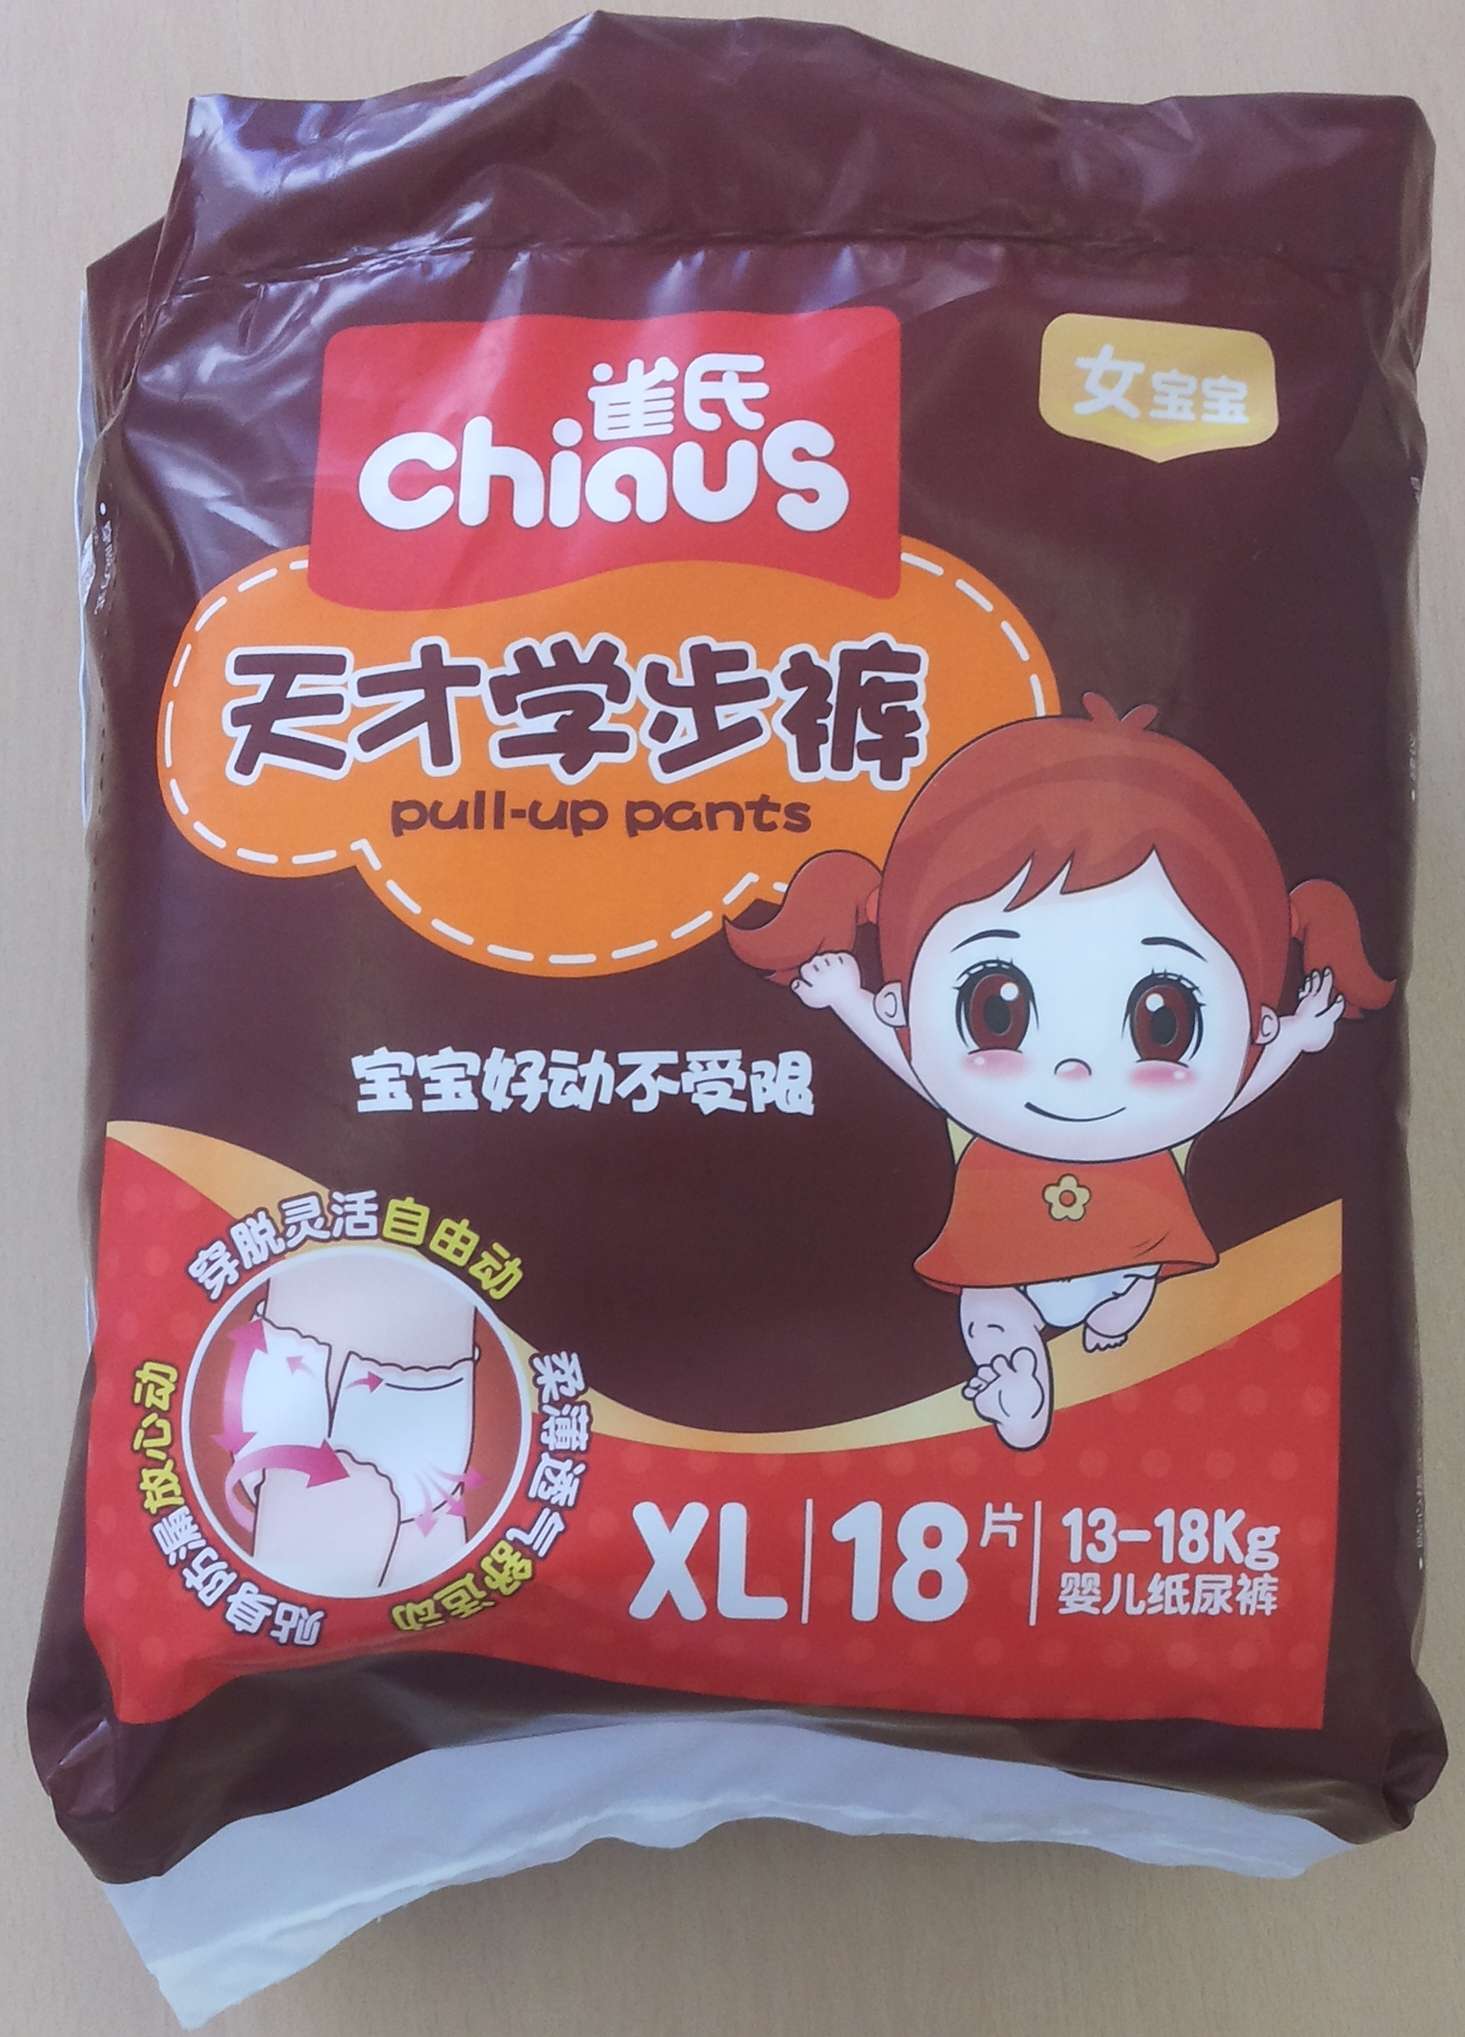 雀氏
chiaus
女宝宝
天才学步裤
pull-up pants
宝宝好动不受限
穿脱灵活自由动
柔薄透气舒适动
贴身防漏放心动
XL 18片 13-18Kg
婴儿纸尿裤